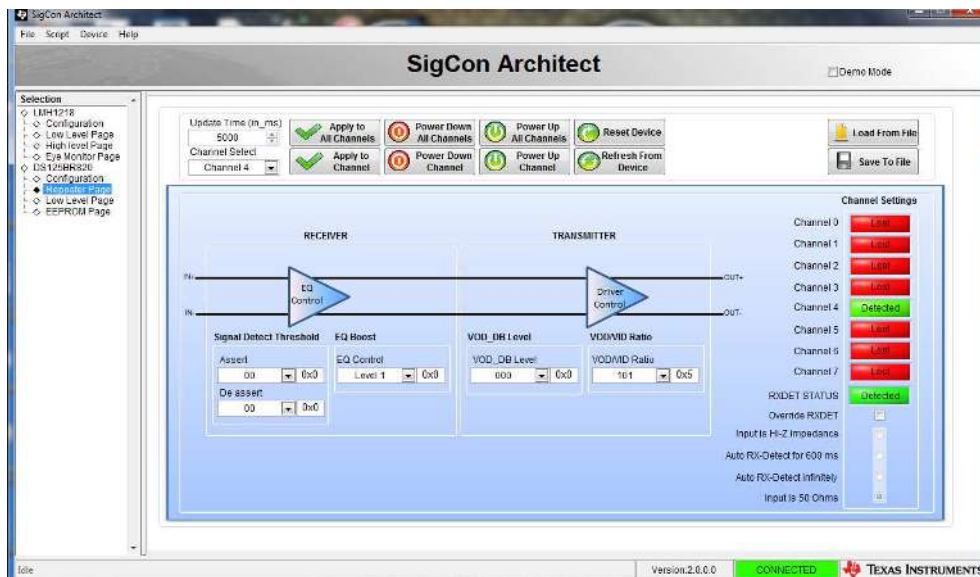 SigCon Architect
File Script Device Help
SigCon Architect
Demo Mode
Selection
LMH1218
Configuration
Low Level Page
High level Page
Eye Monitor Page
DS125BR820
Configuration
Repeater Page
Low Level Page
EEPROM Page
Update Time (in_ms)
5000
Channel Select
Channel 4
Apply to All Channels
Power Down All Channels
Power Up All Channels
Reset Device
Apply to Channel
Power Down Channel
Power Up Channel
Refresh From Device
Load From File
Save To File
RECEIVER
TRANSMITTER
IN+
IN-
EQ Control
Driver Control
OUT+
OUT-
Signal Detect Threshold
Assert
00 0x0
De assert
00 0x0
EQ Boost
EQ Control
Level 1 0x0
VOD_DB Level
VOD_DB Level
000 0x0
VOD/VID Ratio
VOD/VID Ratio
101 0x5
Channel Settings
Channel 0 Lost
Channel 1 Lost
Channel 2 Lost
Channel 3 Lost
Channel 4 Detected
Channel 5 Lost
Channel 6 Lost
Channel 7 Lost
RXDET STATUS Detected
Override RXDET
Input is Hi-Z Impedance
Auto RX-Detect for 600 ms
Auto RX-Detect Infinitely
Input is 50 Ohms
Idle
Version:2.0.0.0
CONNECTED
TEXAS INSTRUMENTS